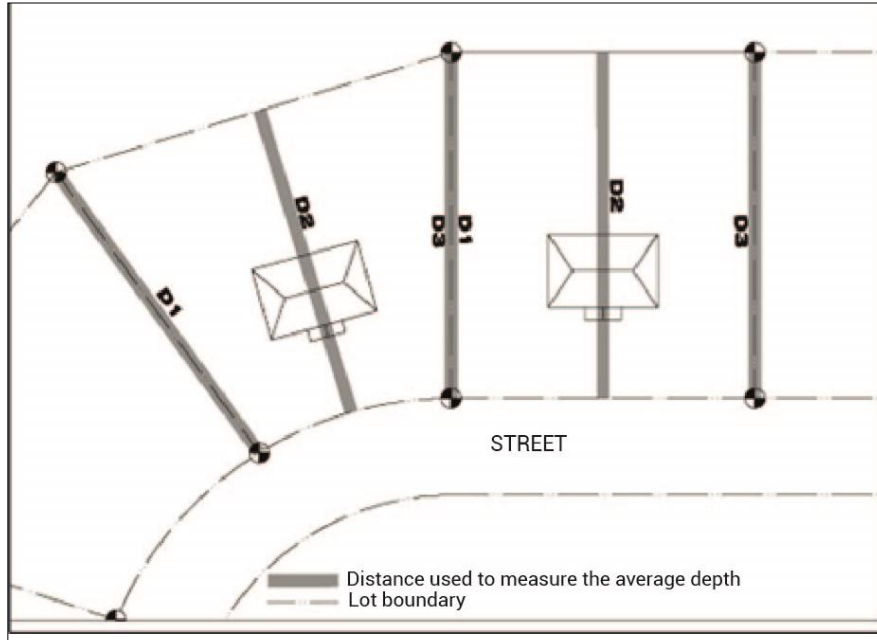 D2
D3
D1
D2
D3
D1
STREET
Distance used to measure the average depth
Lot boundary